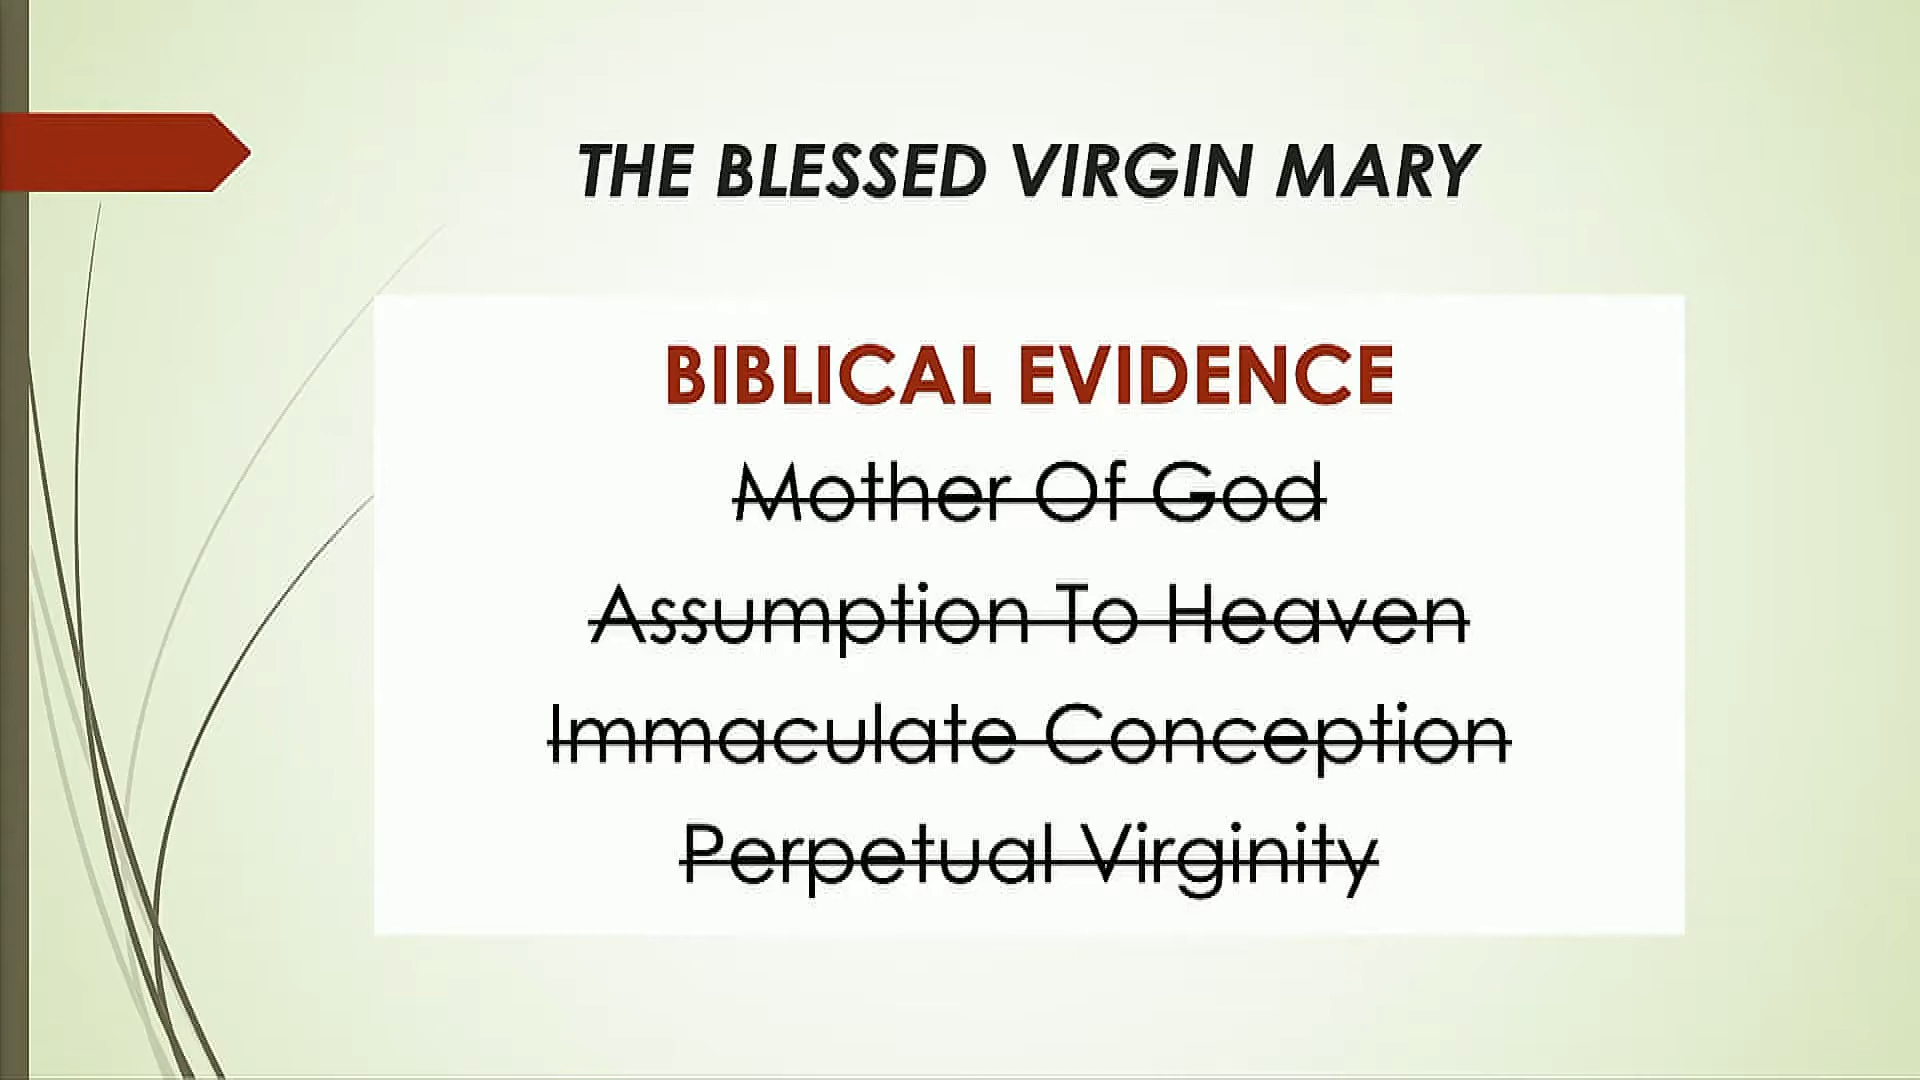 THE BLESSED VIRGIN MARY
BIBLICAL EVIDENCE
Mother Of God
Assumption To Heaven
Immaculate Conception
Perpetual Virginity